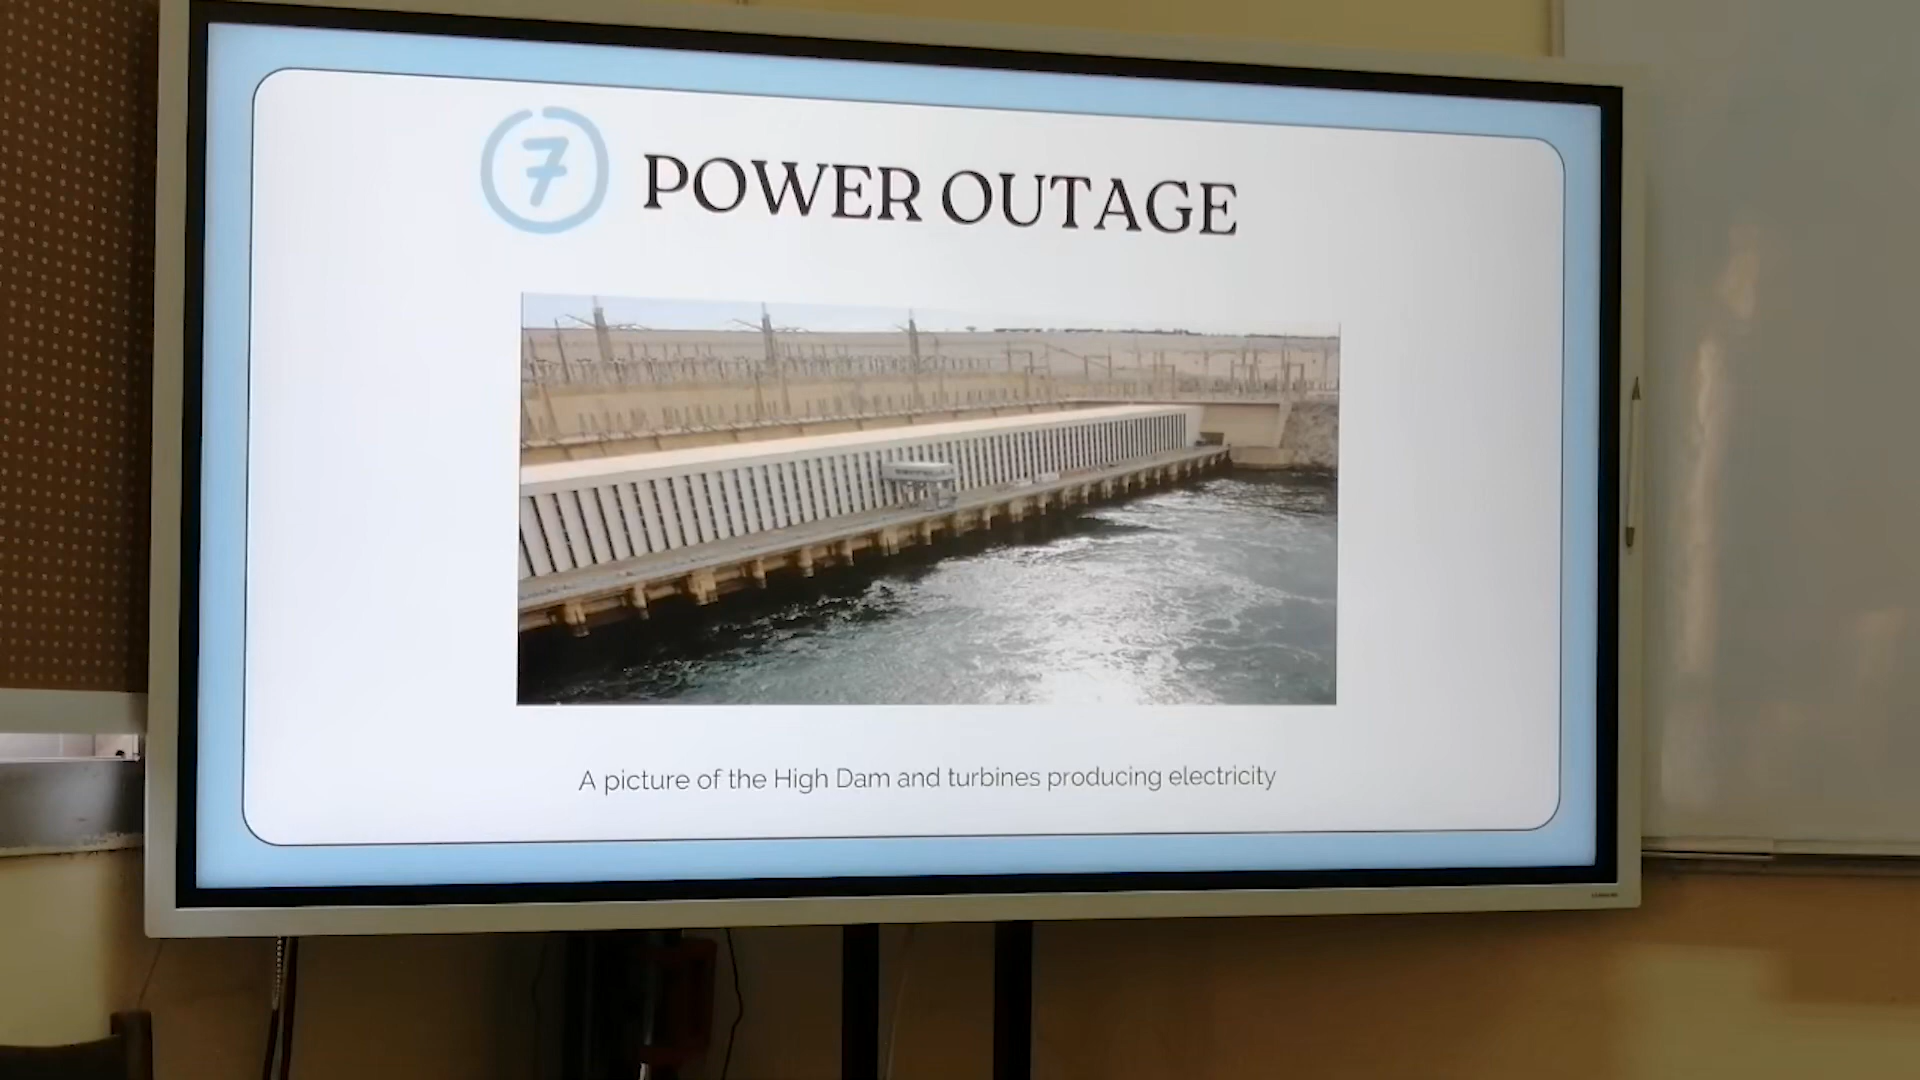 7
POWER OUTAGE
A picture of the High Dam and turbines producing electricity